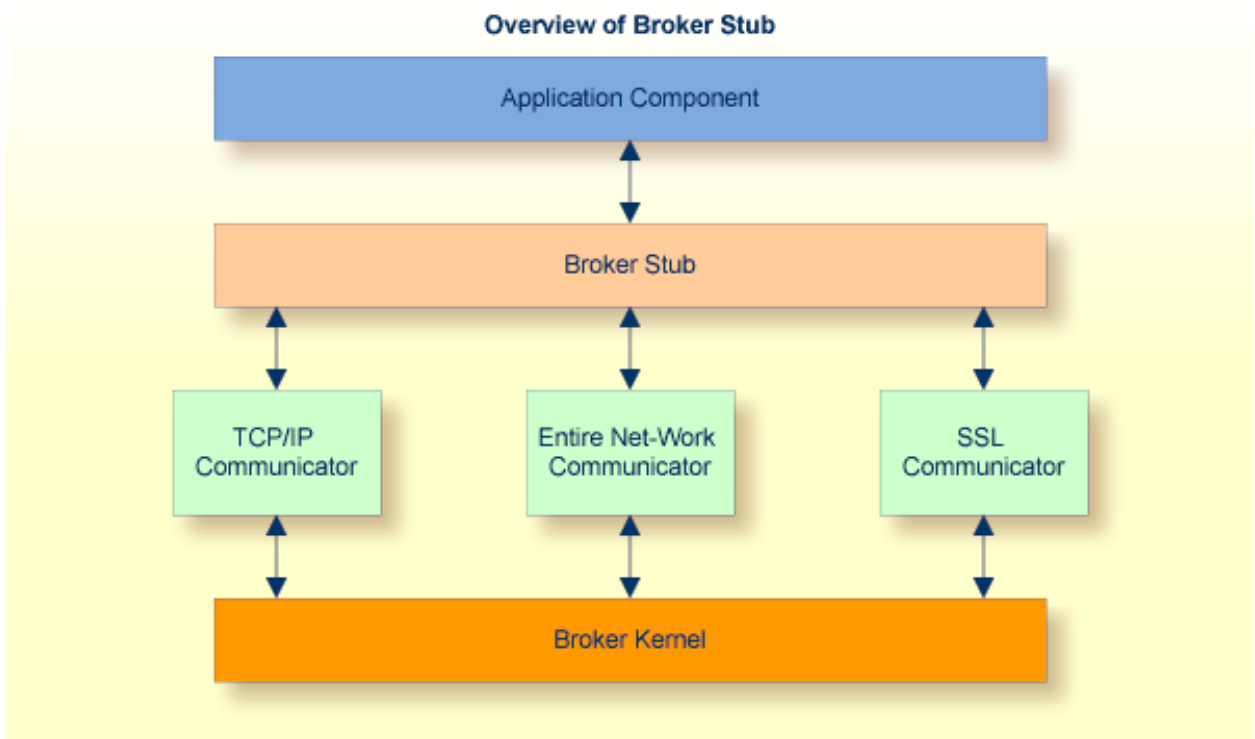 Overview of Broker Stub
Application Component
Broker Stub
TCP/IP
Communicator
Entire Net-Work
Communicator
SSL
Communicator
Broker Kernel